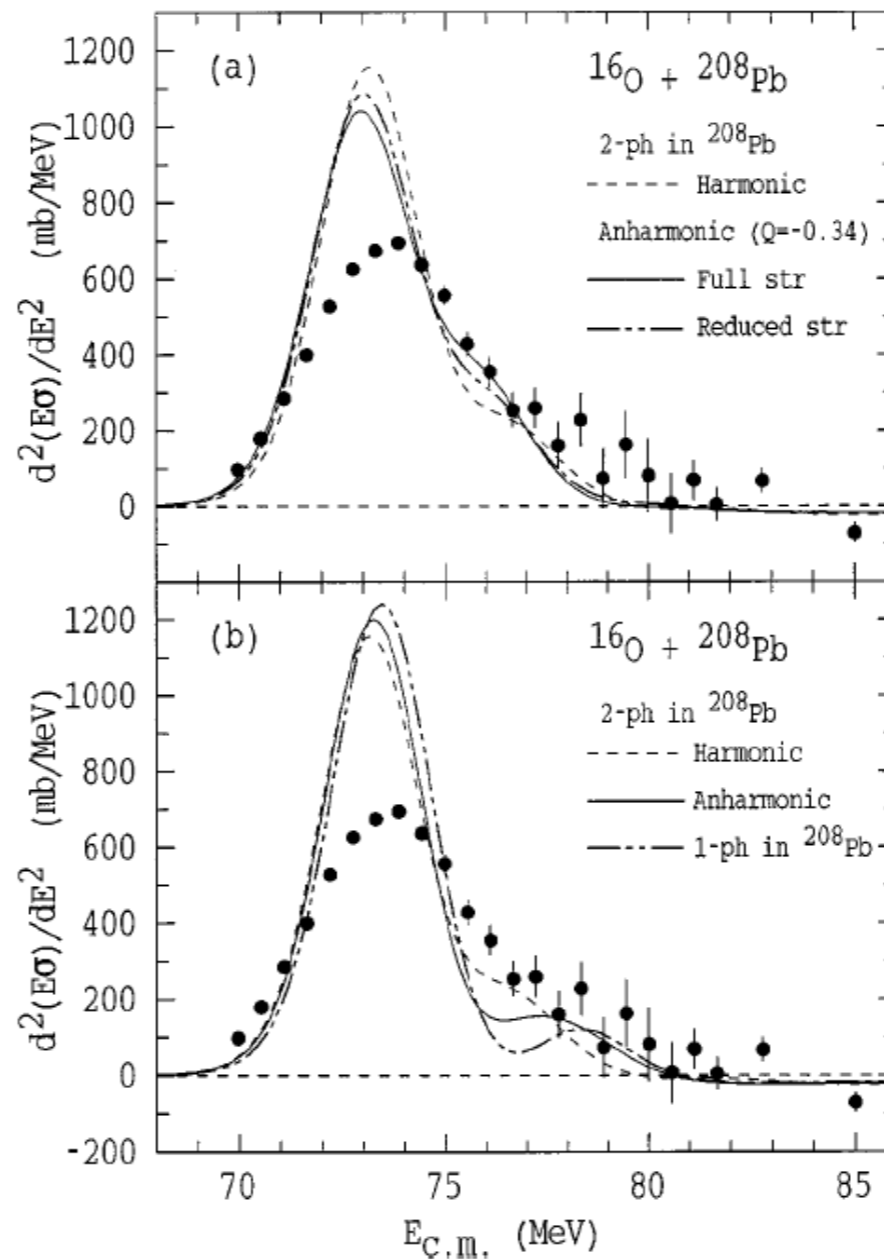 d²(Eσ)/dE² (mb/MeV)
1200
1000
800
600
400
200
0
(a)
¹⁶O + ²⁰⁸Pb
2-ph in ²⁰⁸Pb
Harmonic
Anharmonic (Q=-0.34)
Full str
Reduced str
d²(Eσ)/dE² (mb/MeV)
1200
1000
800
600
400
200
0
-200
(b)
¹⁶O + ²⁰⁸Pb
2-ph in ²⁰⁸Pb
Harmonic
Anharmonic
1-ph in ²⁰⁸Pb
70 75 80 85
E_C.m. (MeV)